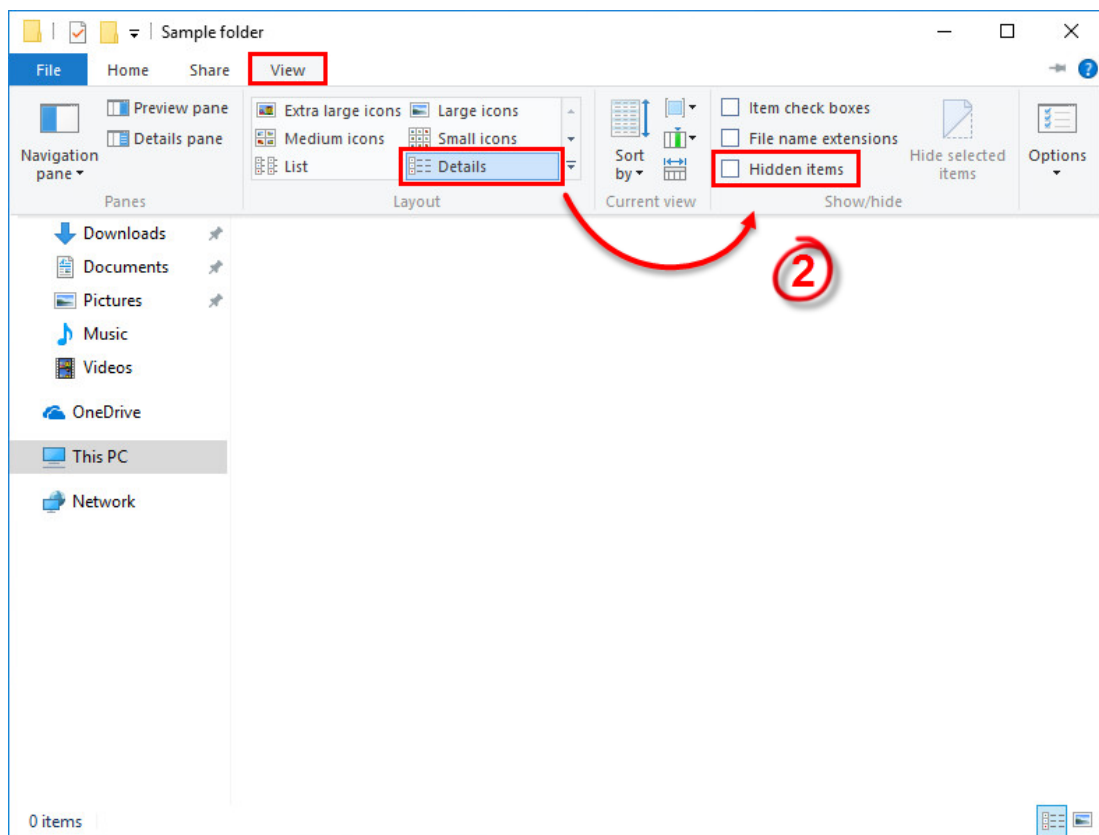 Sample folder
File Home Share View
Preview pane
Details pane
Navigation
pane
Panes
Extra large icons Large icons
Medium icons Small icons
List Details
Layout
Sort
by
Current view
Item check boxes
File name extensions
Hidden items
Hide selected
items
Show/hide
Options
2
Downloads
Documents
Pictures
Music
Videos
OneDrive
This PC
Network
0 items